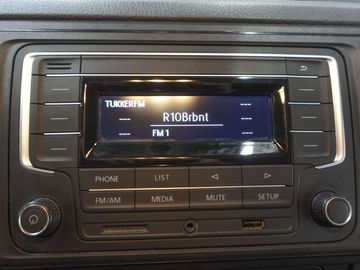 TUKKERFM ---
--- R10Brbnt ---
--- FM 1 ---
PHONE LIST
FM/AM MEDIA MUTE SETUP